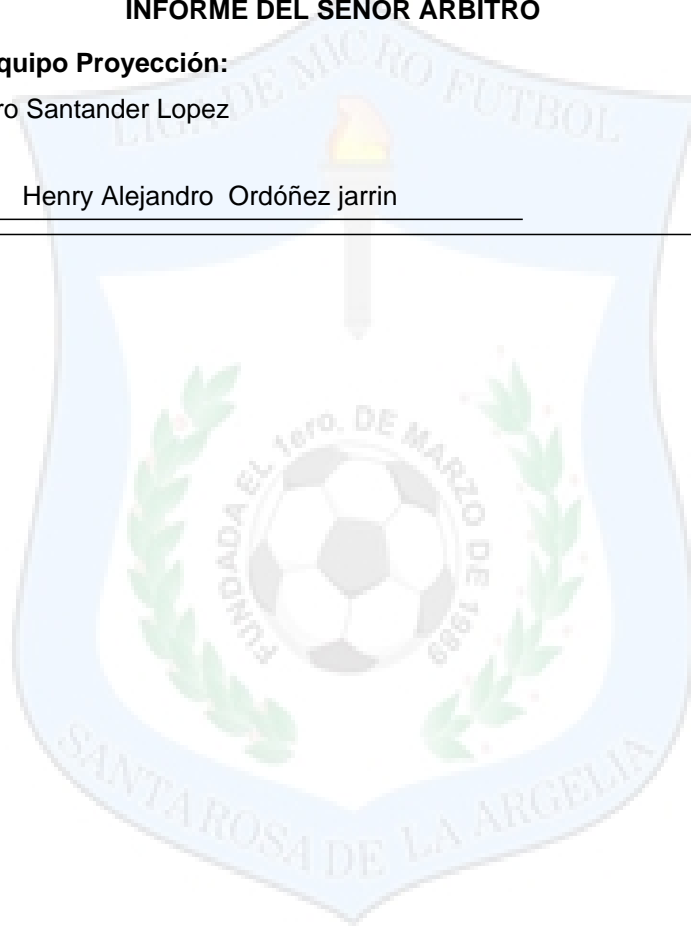 INFORME DEL SEÑOR ARBITRO
quipo Proyección:
ro Santander Lopez
Henry Alejandro Ordóñez jarrin
LIGA DE MICRO FUTBOL
FUNDADA EL 1ero. DE MARZO DE 1989
SANTA ROSA DE LA ARGELIA